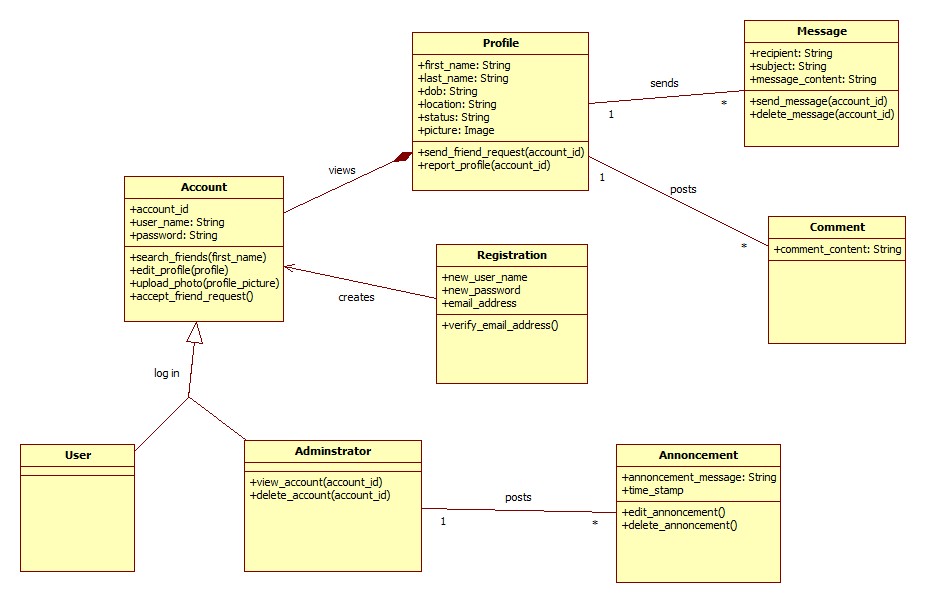 Profile
+first_name: String
+last_name: String
+dob: String
+location: String
+status: String
+picture: Image
+send_friend_request(account_id)
+report_profile(account_id)
Message
+recipient: String
+subject: String
+message_content: String
+send_message(account_id)
+delete_message(account_id)
sends
1
*
views
1
posts
*
Account
+account_id
+user_name: String
+password: String
+search_friends(first_name)
+edit_profile(profile)
+upload_photo(profile_picture)
+accept_friend_request()
Comment
+comment_content: String
Registration
+new_user_name
+new_password
+email_address
+verify_email_address()
creates
log in
User
Adminstrator
+view_account(account_id)
+delete_account(account_id)
posts
1
*
Annoncement
+annoncement_message: String
+time_stamp
+edit_annoncement()
+delete_annoncement()